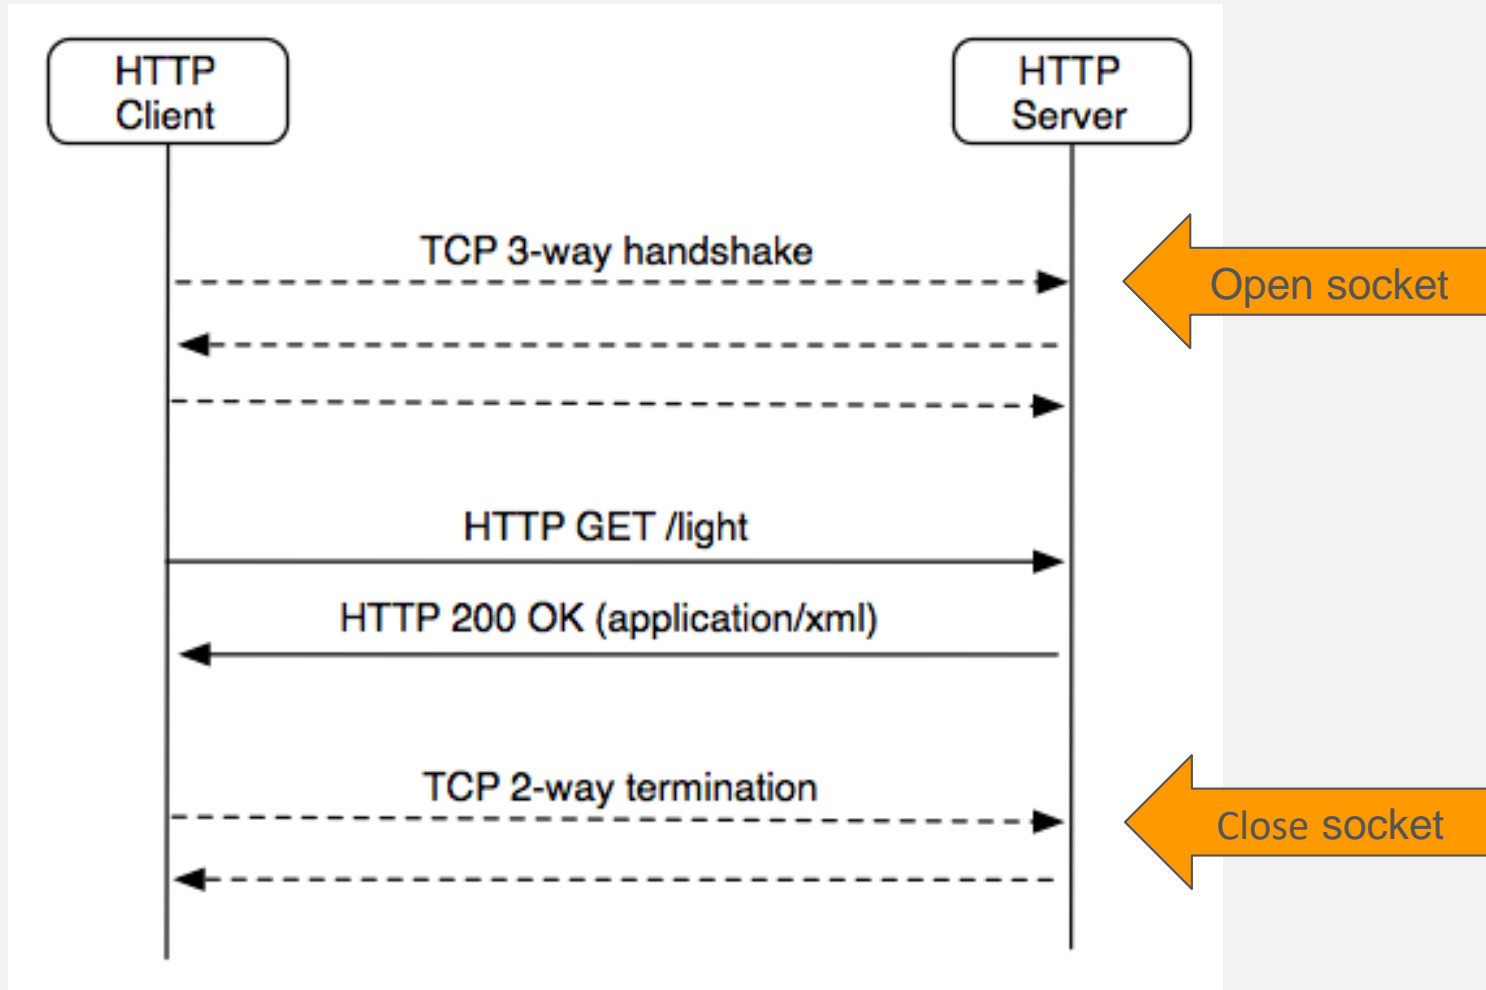 HTTP
Client
HTTP
Server
TCP 3-way handshake
Open socket
HTTP GET /light
HTTP 200 OK (application/xml)
TCP 2-way termination
Close socket